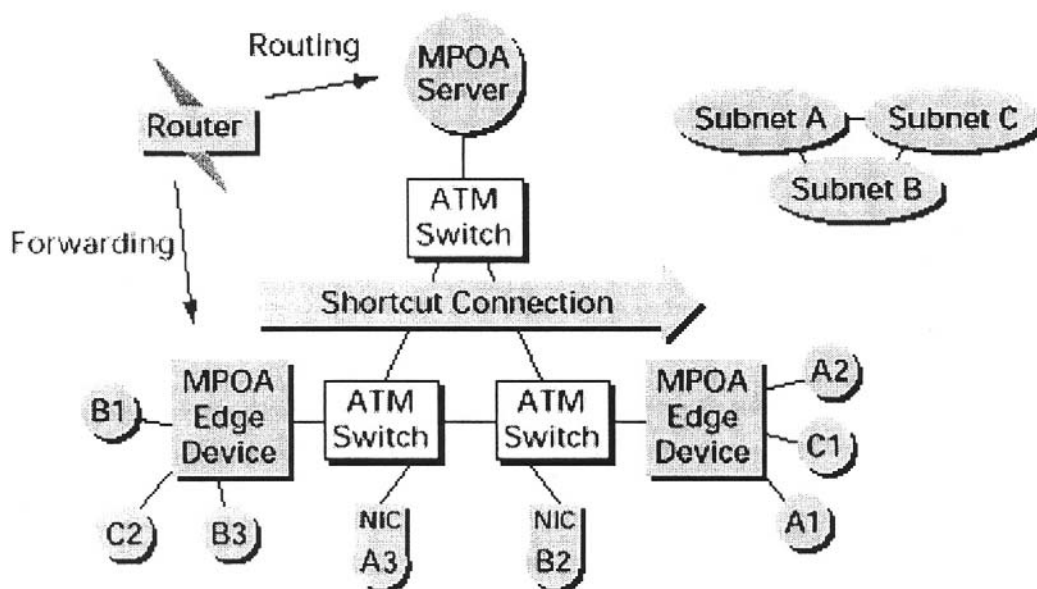 Routing
MPOA
Server
Router
Subnet A
Subnet C
Subnet B
ATM
Switch
Forwarding
Shortcut Connection
MPOA
Edge
Device
ATM
Switch
ATM
Switch
MPOA
Edge
Device
A2
B1
C1
C2
B3
NIC
A3
NIC
B2
A1